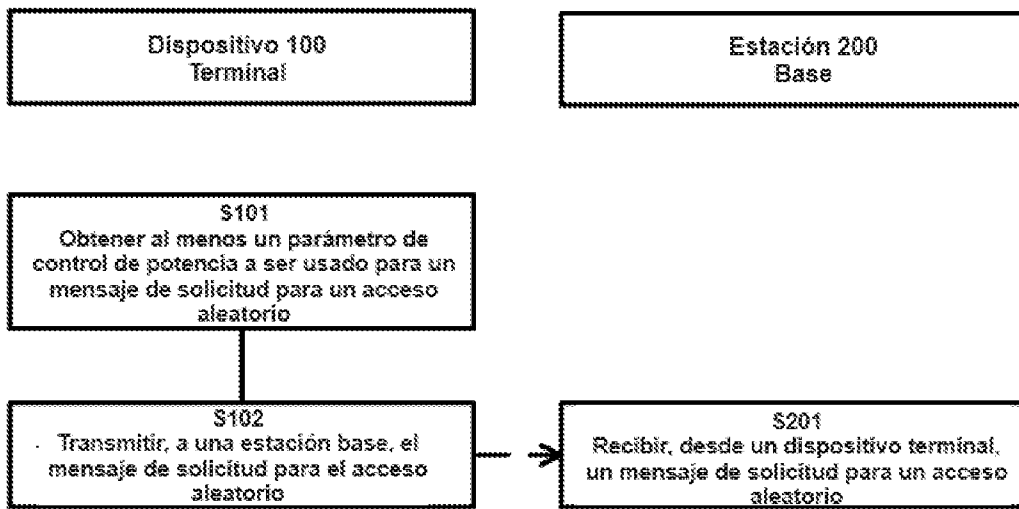 Dispositivo 100
Terminal
Estación 200
Base
S101
Obtener al menos un parámetro de
control de potencia a ser usado para un
mensaje de solicitud para un acceso
aleatorio
S102
Transmitir, a una estación base, el
mensaje de solicitud para el acceso
aleatorio
S201
Recibir, desde un dispositivo terminal,
un mensaje de solicitud para un acceso
aleatorio